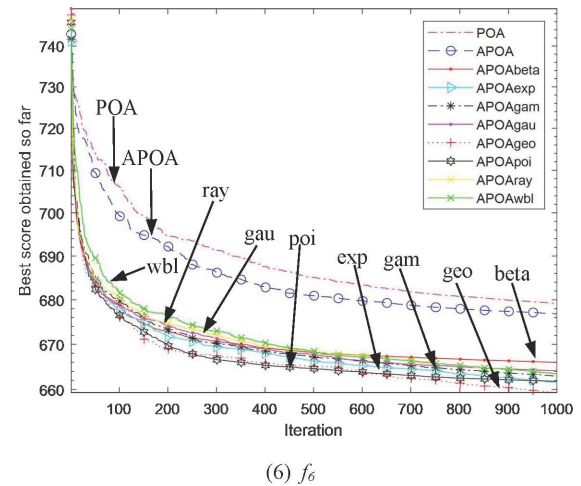 740
730
720
710
700
690
680
670
660
Best score obtained so far
100 200 300 400 500 600 700 800 900 1000
Iteration
POA
APOA
APOAbeta
APOAexp
APOAgam
APOAgau
APOAgeo
APOApoi
APOAray
APOAwbl
POA
APOA
ray
wbl
gau
poi
exp
gam
geo
beta
(6) f6